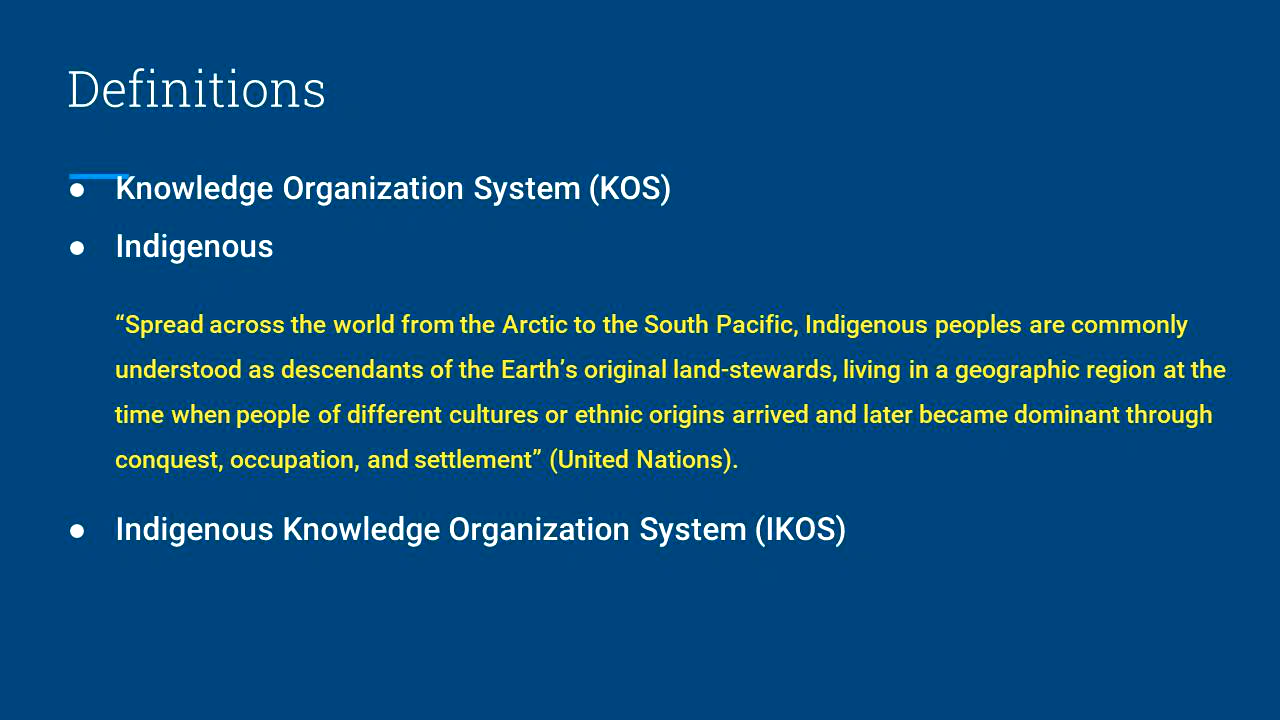 Definitions
● Knowledge Organization System (KOS)
● Indigenous
“Spread across the world from the Arctic to the South Pacific, Indigenous peoples are commonly
understood as descendants of the Earth’s original land-stewards, living in a geographic region at the
time when people of different cultures or ethnic origins arrived and later became dominant through
conquest, occupation, and settlement” (United Nations).
● Indigenous Knowledge Organization System (IKOS)